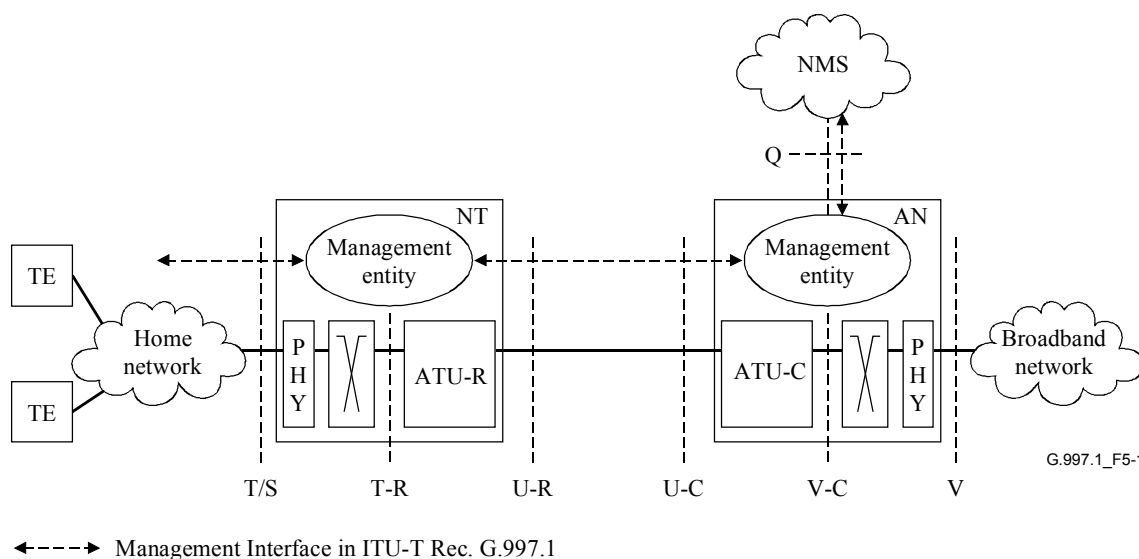 NMS
Q
NT
AN
Management
entity
Management
entity
TE
TE
Home
network
P
H
Y
ATU-R
ATU-C
P
H
Y
Broadband
network
G.997.1_F5-1
T/S
T-R
U-R
U-C
V-C
V
Management Interface in ITU-T Rec. G.997.1